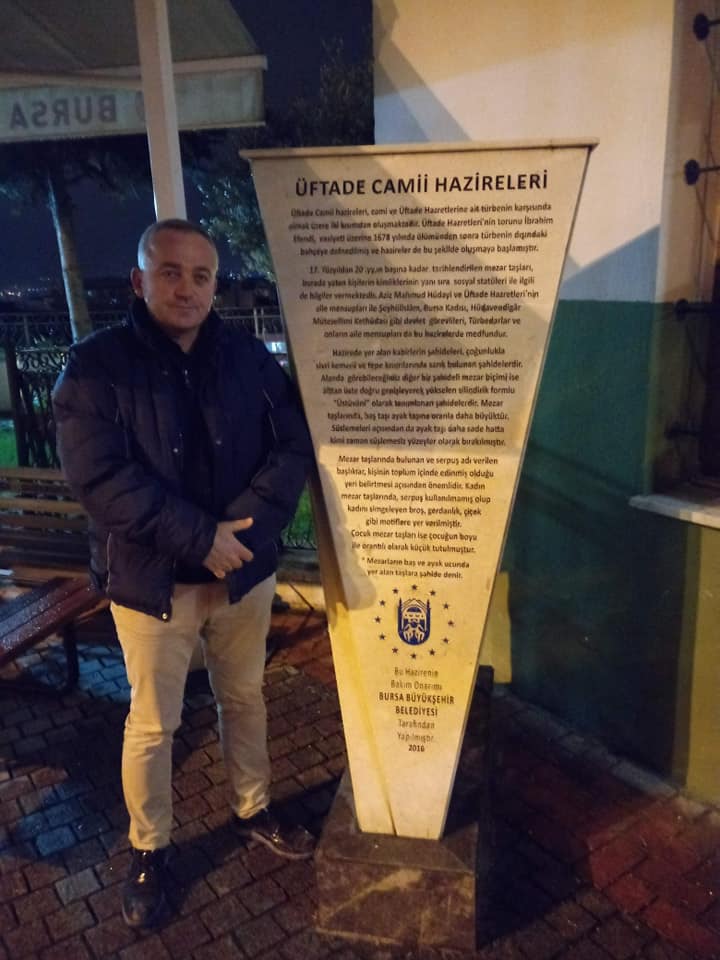 BURSA
ÜFTADE CAMİİ HAZİRELERİ
Üftade Camii hazireleri, cami ve Üftade Hazretlerine ait türbenin karşısında
olmak üzere iki kısımdan oluşmaktadır. Üftade Hazretleri'nin torunu İbrahim
Efendi, vasiyeti üzerine 1678 yılında ölümünden sonra türbenin dışındaki
bahçeye defnedilmiş ve hazireler de bu şekilde oluşmaya başlamıştır.
17. Yüzyıldan 20 .yy.ın başına kadar tarihlendirilen mezar taşları,
burada yatan kişilerin kimliklerinin yanı sıra sosyal statüleri ile ilgili
de bilgiler vermektedir. Aziz Mahmud Hüdayi ve Üftade Hazretleri'nin
aile mensupları ile Şeyhülislâm, Bursa Kadısı, Hüdavendigâr
Mütesellimi Kethüdası gibi devlet görevlileri, Türbedarlar ve
onların aile mensupları da bu hazirelerde medfundur.
Hazirede yer alan kabirlerin şahideleri, çoğunlukla
sivri kemerli ve tepe kısımlarında sarık bulunan şahidelerdir.
Alanda görebileceğiniz diğer bir şahideli mezar biçimi ise
alttan üste doğru genişleyerek yükselen silindirik formlu
"Üstüvâni" olarak tanımlanan şahidelerdir. Mezar
taşlarında, baş taşı ayak taşına oranla daha büyüktür.
Süslemeleri açısından da ayak taşı daha sade hatta
kimi zaman süslemesiz yüzeyler olarak bırakılmıştır.
Mezar taşlarında bulunan ve serpuş adı verilen
başlıklar, kişinin toplum içinde edinmiş olduğu
yeri belirtmesi açısından önemlidir. Kadın
mezar taşlarında, serpuş kullanılmamış olup
kadını simgeleyen broş, gerdanlık, çiçek
gibi motiflere yer verilmiştir.
Çocuk mezar taşları ise çocuğun boyu
ile orantılı olarak küçük tutulmuştur.
* Mezarların baş ve ayak ucunda
yer alan taşlara şahide denir.
Bu Hazirenin
Bakım Onarımı
BURSA BÜYÜKŞEHİR
BELEDİYESİ
Tarafından
Yapılmıştır.
2016